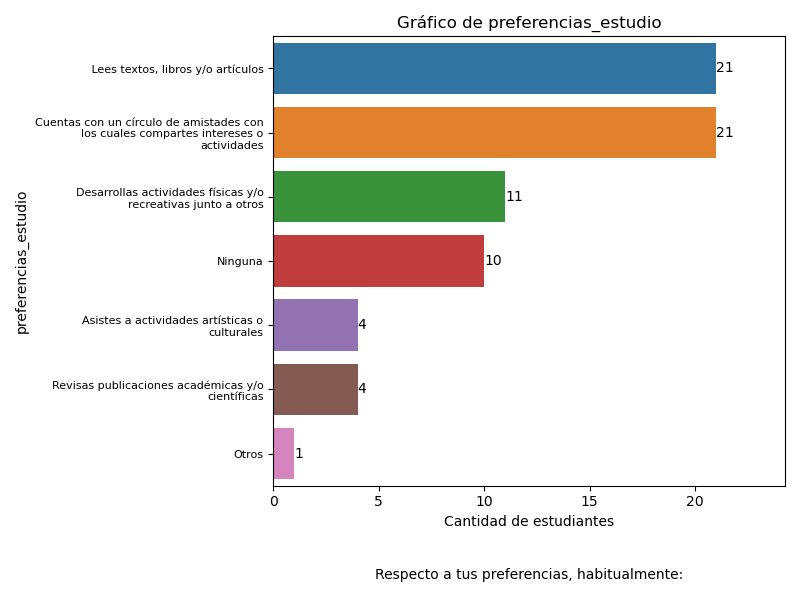 Gráfico de preferencias_estudio
Lees textos, libros y/o artículos
21
Cuentas con un círculo de amistades con
los cuales compartes intereses o
actividades
21
Desarrollas actividades físicas y/o
recreativas junto a otros
11
Ninguna
10
Asistes a actividades artísticas o
culturales
4
Revisas publicaciones académicas y/o
científicas
4
Otros
1
preferencias_estudio
0 5 10 15 20
Cantidad de estudiantes
Respecto a tus preferencias, habitualmente: